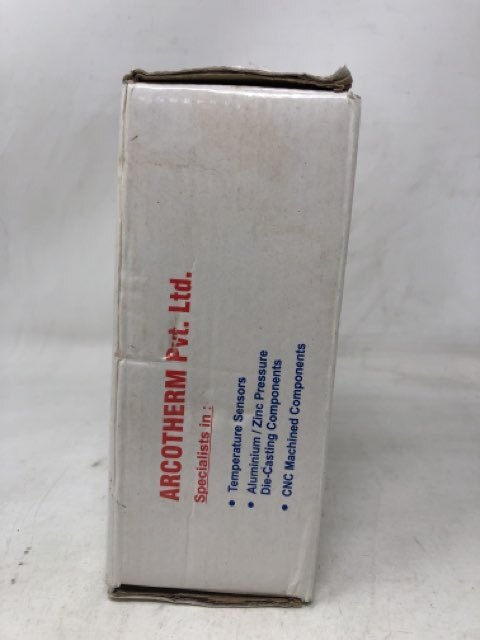 ARCOTHERM Pvt. Ltd.
Specialists in :
• Temperature Sensors
• Aluminium / Zinc Pressure
Die-Casting Components
• CNC Machined Components